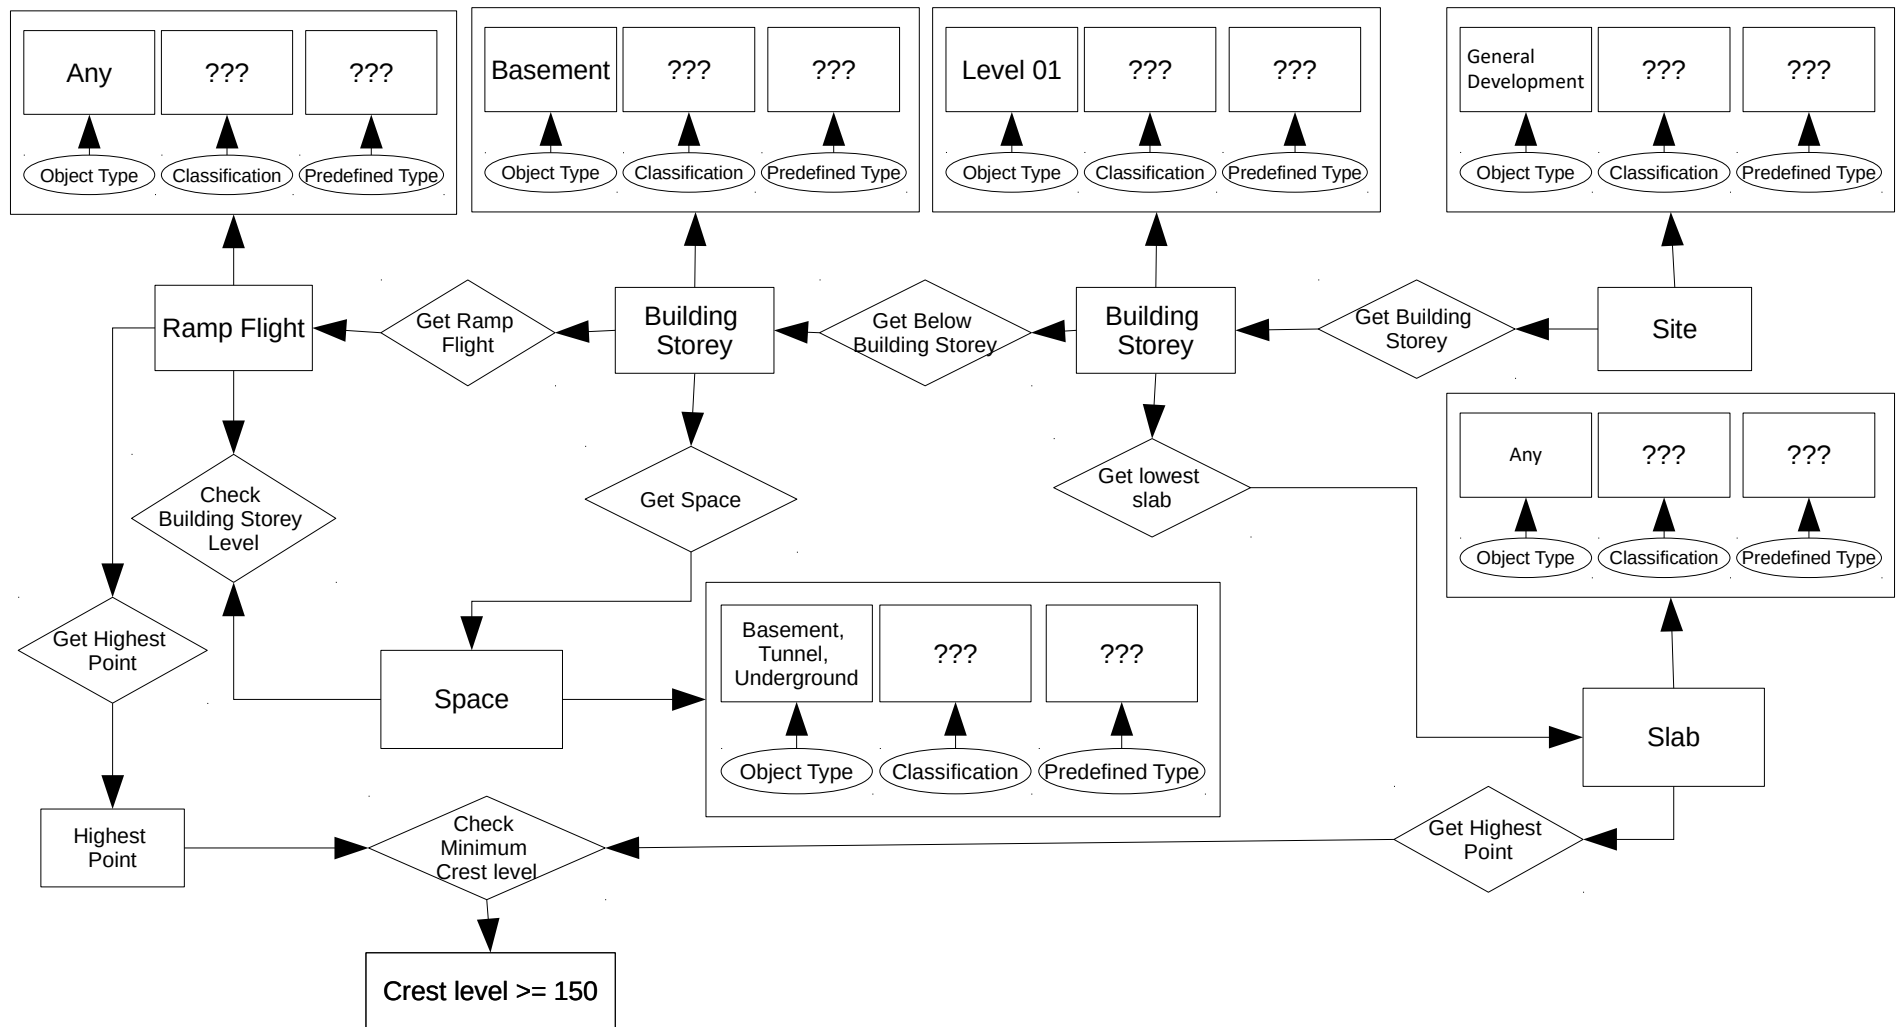 Any
???
???
Object Type
Classification
Predefined Type
Basement
???
???
Object Type
Classification
Predefined Type
Level 01
???
???
Object Type
Classification
Predefined Type
General
Development
???
???
Object Type
Classification
Predefined Type
Ramp Flight
Get Ramp
Flight
Building
Storey
Get Below
Building Storey
Building
Storey
Get Building
Storey
Site
Check
Building Storey
Level
Get Space
Get lowest
slab
Any
???
???
Object Type
Classification
Predefined Type
Get Highest
Point
Space
Basement,
Tunnel,
Underground
???
???
Object Type
Classification
Predefined Type
Slab
Highest
Point
Check
Minimum
Crest level
Get Highest
Point
Crest level >= 150